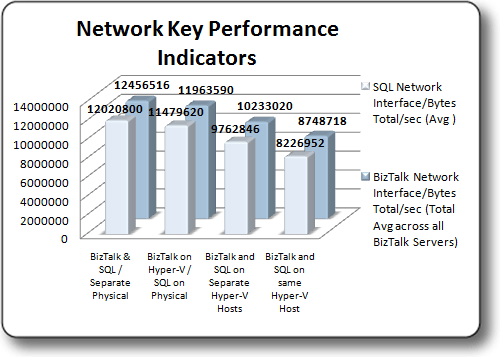 Network Key Performance
Indicators
12456516
11963590
10233020
8748718
12020800
11479620
9762846
8226952
14000000
12000000
10000000
8000000
6000000
4000000
2000000
0
BizTalk &
SQL /
Separate
Physical
BizTalk on
Hyper-V /
SQL on
Physical
BizTalk and
SQL on
Separate
Hyper-V
Hosts
BizTalk and
SQL on
same
Hyper-V
Host
SQL Network
Interface/Bytes
Total/sec (Avg )
BizTalk Network
Interface/Bytes
Total/sec (Total
Avg across all
BizTalk Servers)